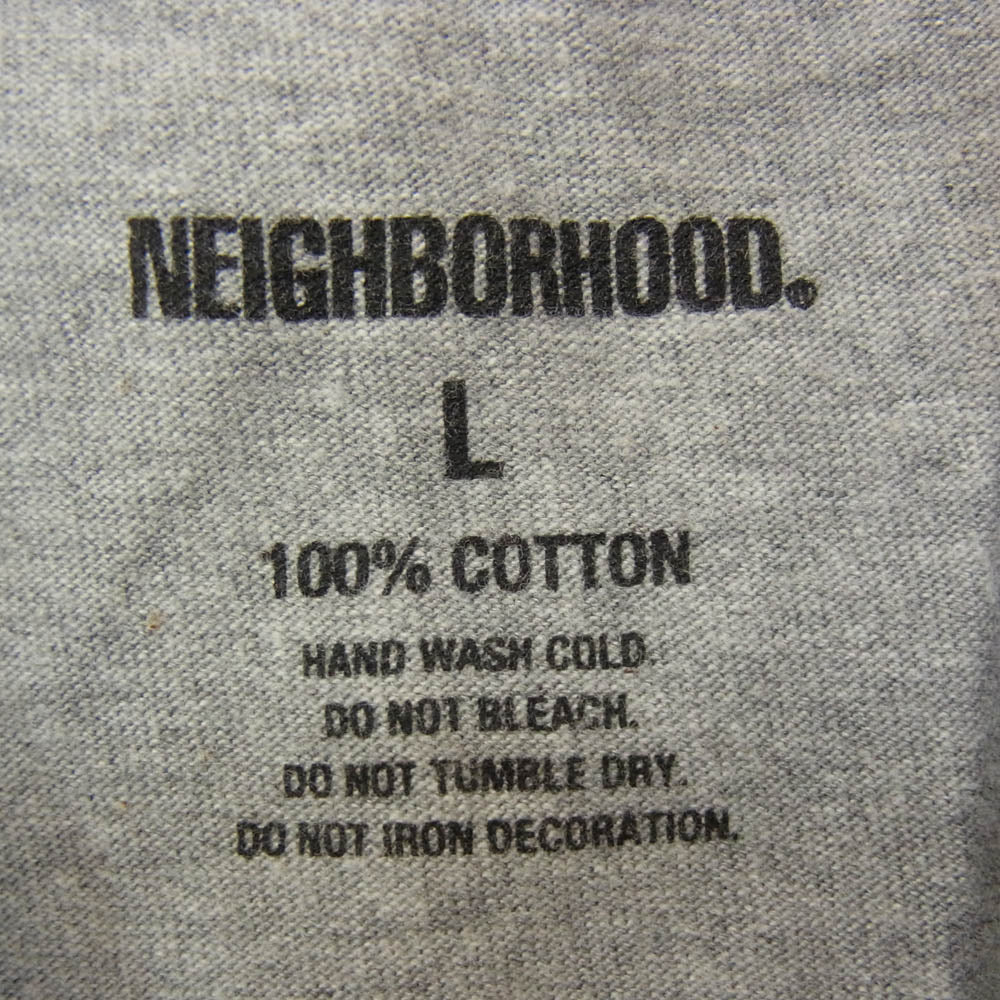 NEIGHBORHOOD®
L
100% COTTON
HAND WASH COLD.
DO NOT BLEACH.
DO NOT TUMBLE DRY.
DO NOT IRON DECORATION.